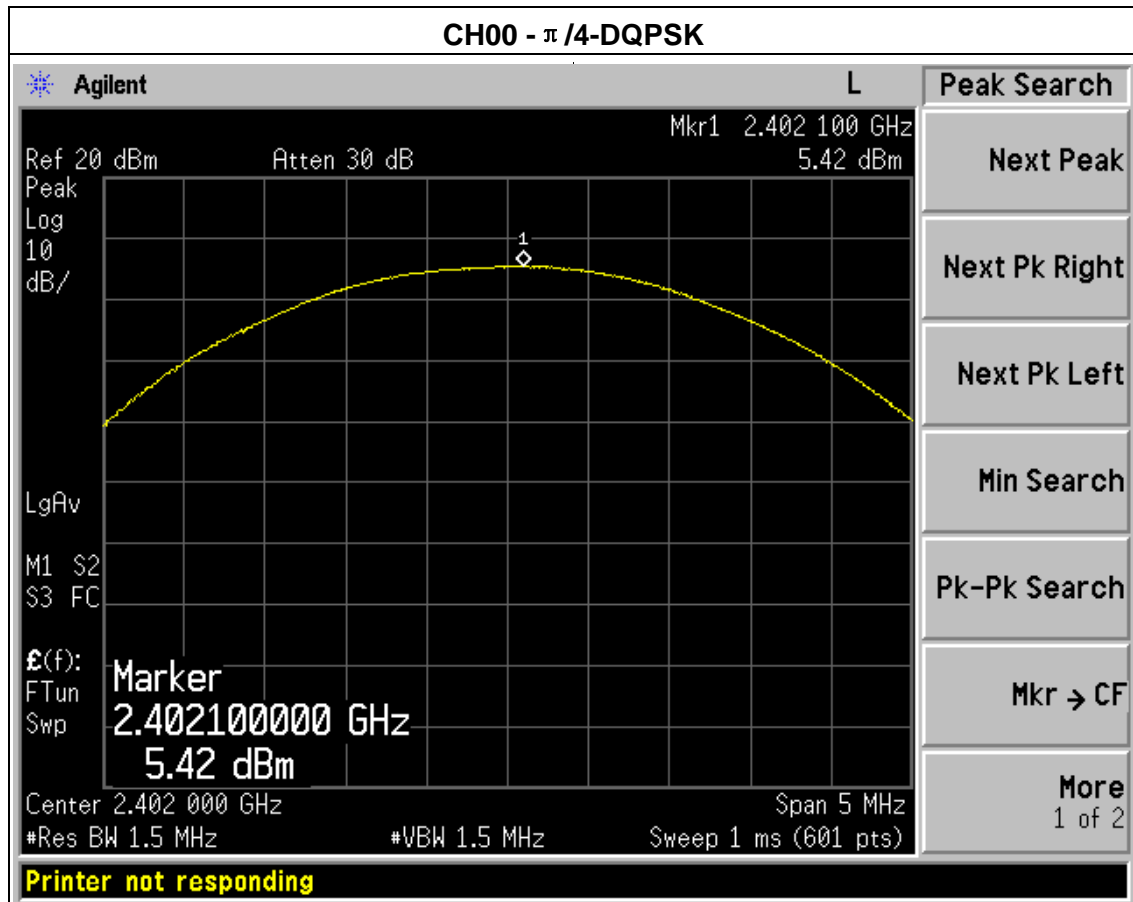 CH00 - π/4-DQPSK
Agilent L Peak Search
Mkr1 2.402 100 GHz
Ref 20 dBm Atten 30 dB 5.42 dBm
Peak
Log
10
dB/
1
LgAv
M1 S2
S3 FC
£(f):
FTun
Swp
Marker
2.402100000 GHz
5.42 dBm
Center 2.402 000 GHz Span 5 MHz
#Res BW 1.5 MHz #VBW 1.5 MHz Sweep 1 ms (601 pts)
Next Peak
Next Pk Right
Next Pk Left
Min Search
Pk-Pk Search
Mkr → CF
More
1 of 2
Printer not responding